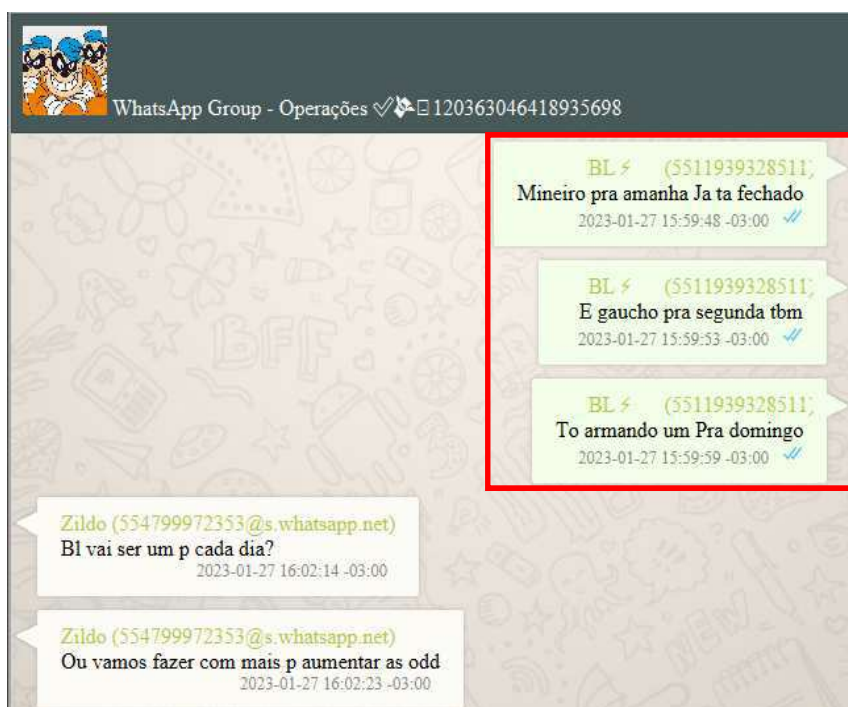 WhatsApp Group - Operações 120363046418935698
BL ⚡ (5511939328511)
Mineiro pra amanha Ja ta fechado
2023-01-27 15:59:48 -03:00
BL ⚡ (5511939328511)
E gaucho pra segunda tbm
2023-01-27 15:59:53 -03:00
BL ⚡ (5511939328511)
To armando um Pra domingo
2023-01-27 15:59:59 -03:00
Zildo (554799972353@s.whatsapp.net)
Bl vai ser um p cada dia?
2023-01-27 16:02:14 -03:00
Zildo (554799972353@s.whatsapp.net)
Ou vamos fazer com mais p aumentar as odd
2023-01-27 16:02:23 -03:00
BFF
NEW